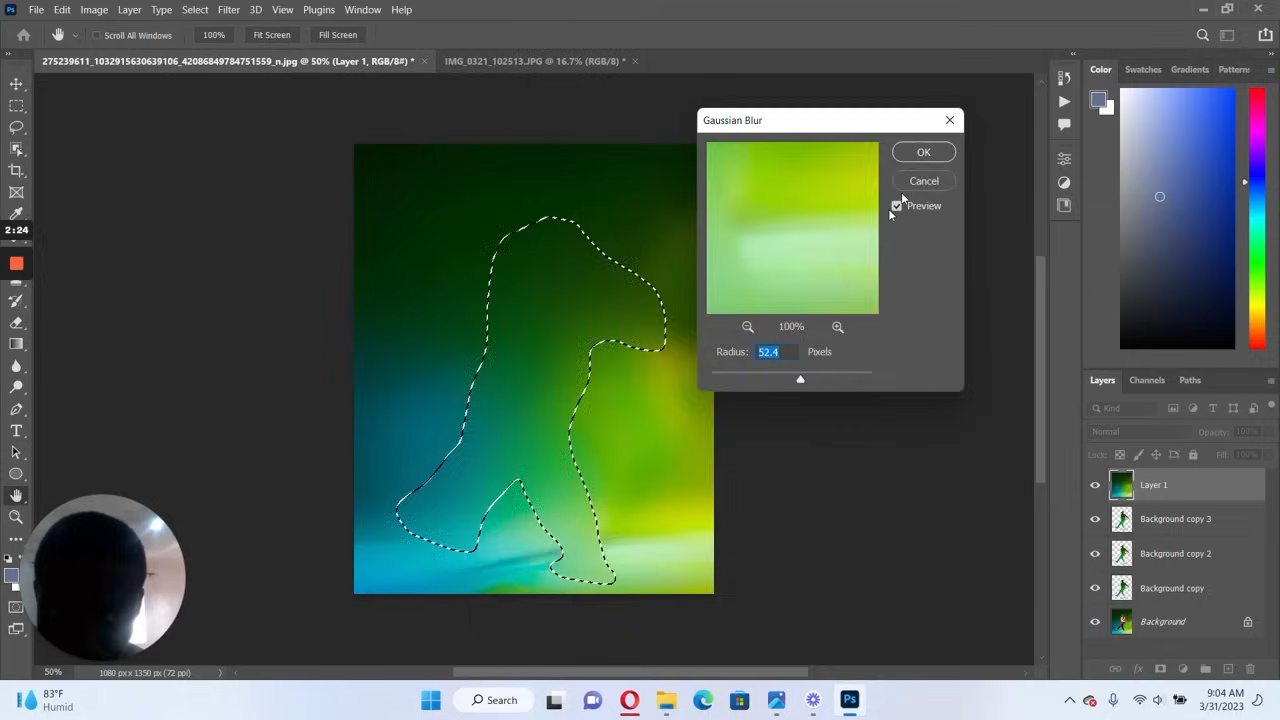 Ps File Edit Image Layer Type Select Filter 3D View Plugins Window Help
Scroll All Windows 100% Fit Screen Fill Screen
275239611_1032915630639106_42086849784751559_n.jpg @ 50% (Layer 1, RGB/8#) * IMG_0321_102513.JPG @ 16.7% (RGB/8) *
Color Swatches Gradients Patterns
Gaussian Blur
OK
Cancel
Preview
2:24
100%
Radius: 52.4 Pixels
Layers Channels Paths
Kind
Normal Opacity: 100%
Lock: Fill: 100%
Layer 1
Background copy 3
Background copy 2
Background copy
Background
50% 1080 px x 1350 px (72 ppi)
83°F
Humid
Search
Ps
9:04 AM
3/31/2023